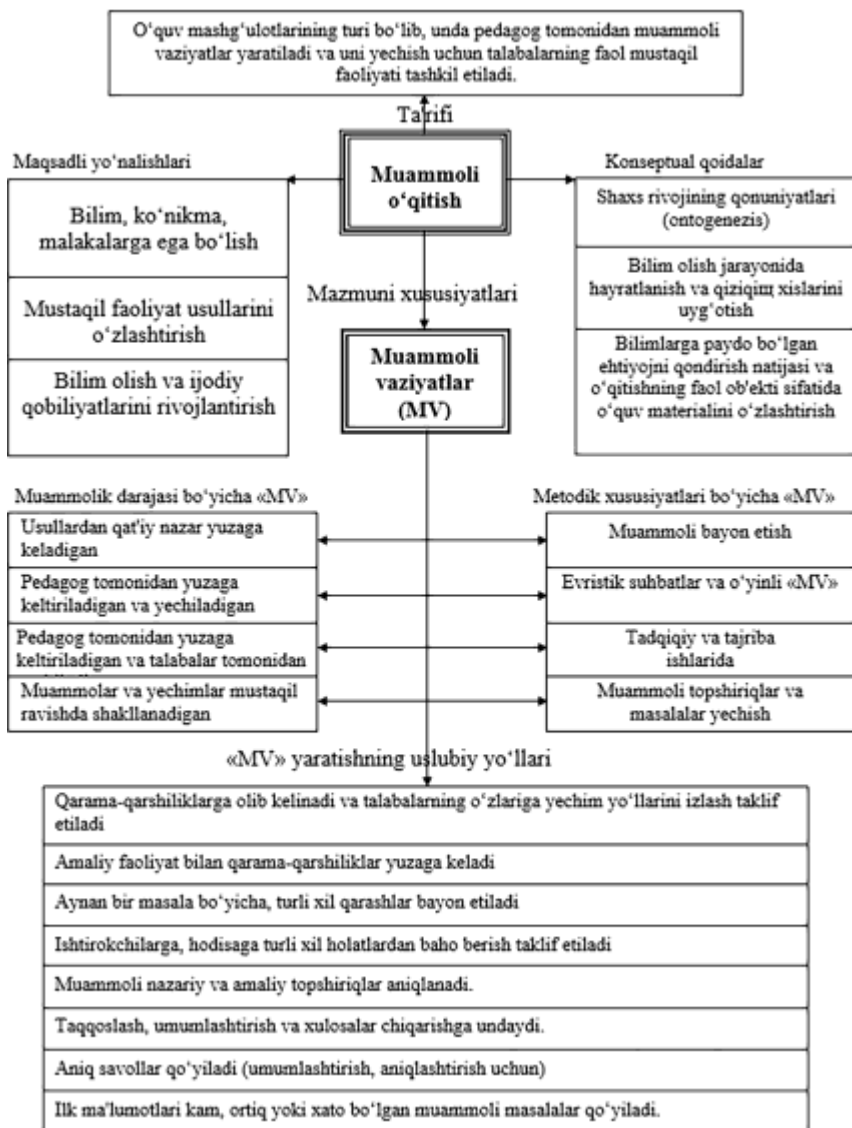 O‘quv mashg‘ulotlarining turi bo‘lib, unda pedagog tomonidan muammoli
vaziyatlar yaratiladi va uni yechish uchun talabalarning faol mustaqil
faoliyati tashkil etiladi.
Ta'rifi
Maqsadli yo‘nalishlari
Bilim, ko‘nikma,
malakalarga ega bo‘lish
Mustaqil faoliyat usullarini
o‘zlashtirish
Bilim olish va ijodiy
qobiliyatlarini rivojlantirish
Muammoli
o‘qitish
Konseptual qoidalar
Shaxs rivojining qonuniyatlari
(ontogenezis)
Bilim olish jarayonida
hayratlanish va qiziqiщ xislarini
uyg‘otish
Bilimlarga paydo bo‘lgan
ehtiyojni qondirish natijasi va
o‘qitishning faol ob'ekti sifatida
o‘quv materialini o‘zlashtirish
Mazmuni xususiyatlari
Muammoli
vaziyatlar
(MV)
Muammolik darajasi bo‘yicha «MV»
Usullardan qat'iy nazar yuzaga
keladigan
Pedagog tomonidan yuzaga
keltiriladigan va yechiladigan
Pedagog tomonidan yuzaga
keltiriladigan va talabalar tomonidan
Muammolar va yechimlar mustaqil
ravishda shakllanadigan
Metodik xususiyatlari bo‘yicha «MV»
Muammoli bayon etish
Evristik suhbatlar va o‘yinli «MV»
Tadqiqiy va tajriba
ishlarida
Muammoli topshiriqlar va
masalalar yechish
«MV» yaratishning uslubiy yo‘llari
Qarama-qarshiliklarga olib kelinadi va talabalarning o‘zlariga yechim yo‘llarini izlash taklif
etiladi
Amaliy faoliyat bilan qarama-qarshiliklar yuzaga keladi
Aynan bir masala bo‘yicha, turli xil qarashlar bayon etiladi
Ishtirokchilarga, hodisaga turli xil holatlardan baho berish taklif etiladi
Muammoli nazariy va amaliy topshiriqlar aniqlanadi.
Taqqoslash, umumlashtirish va xulosalar chiqarishga undaydi.
Aniq savollar qo‘yiladi (umumlashtirish, aniqlashtirish uchun)
Ilk ma'lumotlari kam, ortiq yoki xato bo‘lgan muammoli masalalar qo‘yiladi.